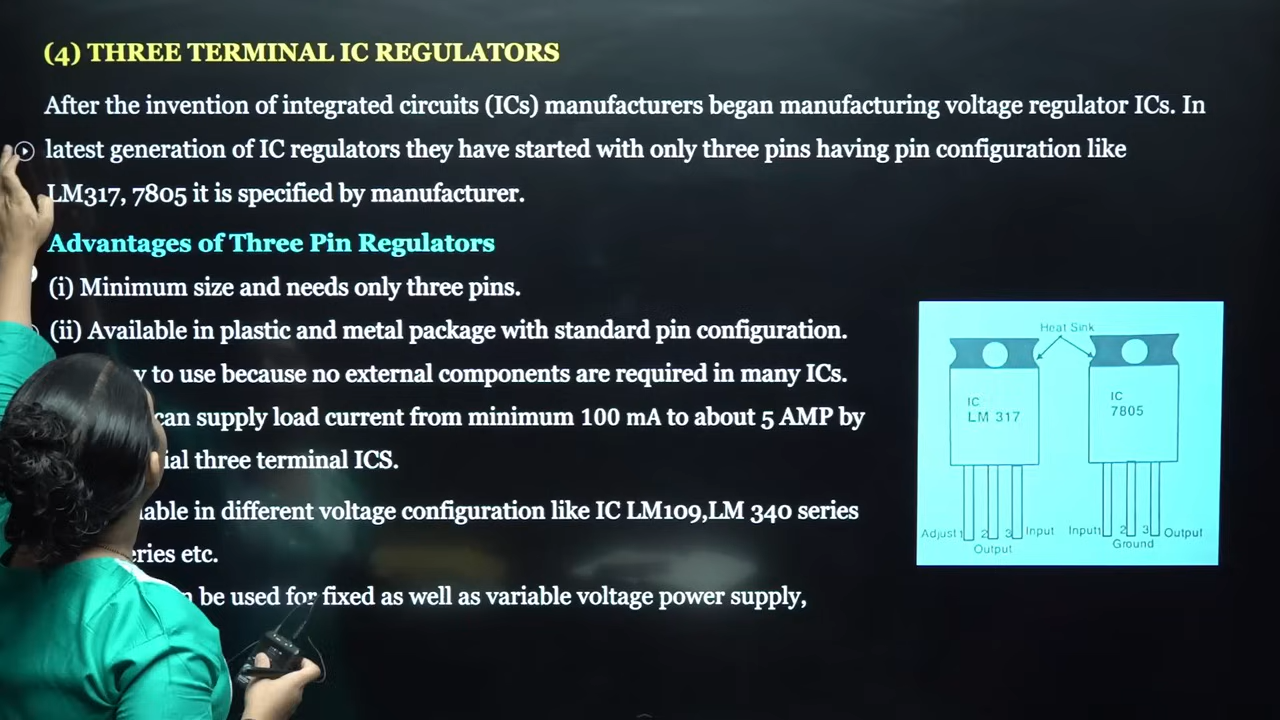 (4) THREE TERMINAL IC REGULATORS
After the invention of integrated circuits (ICs) manufacturers began manufacturing voltage regulator ICs. In
latest generation of IC regulators they have started with only three pins having pin configuration like
LM317, 7805 it is specified by manufacturer.
Advantages of Three Pin Regulators
(i) Minimum size and needs only three pins.
(ii) Available in plastic and metal package with standard pin configuration.
to use because no external components are required in many ICs.
can supply load current from minimum 100 mA to about 5 AMP by
three terminal ICS.
in different voltage configuration like IC LM109,LM 340 series
etc.
be used for fixed as well as variable voltage power supply,
Heat Sink
IC
LM 317
IC
7805
Adjust 1 2 3 Input
Output
Input 1 2 3 Output
Ground